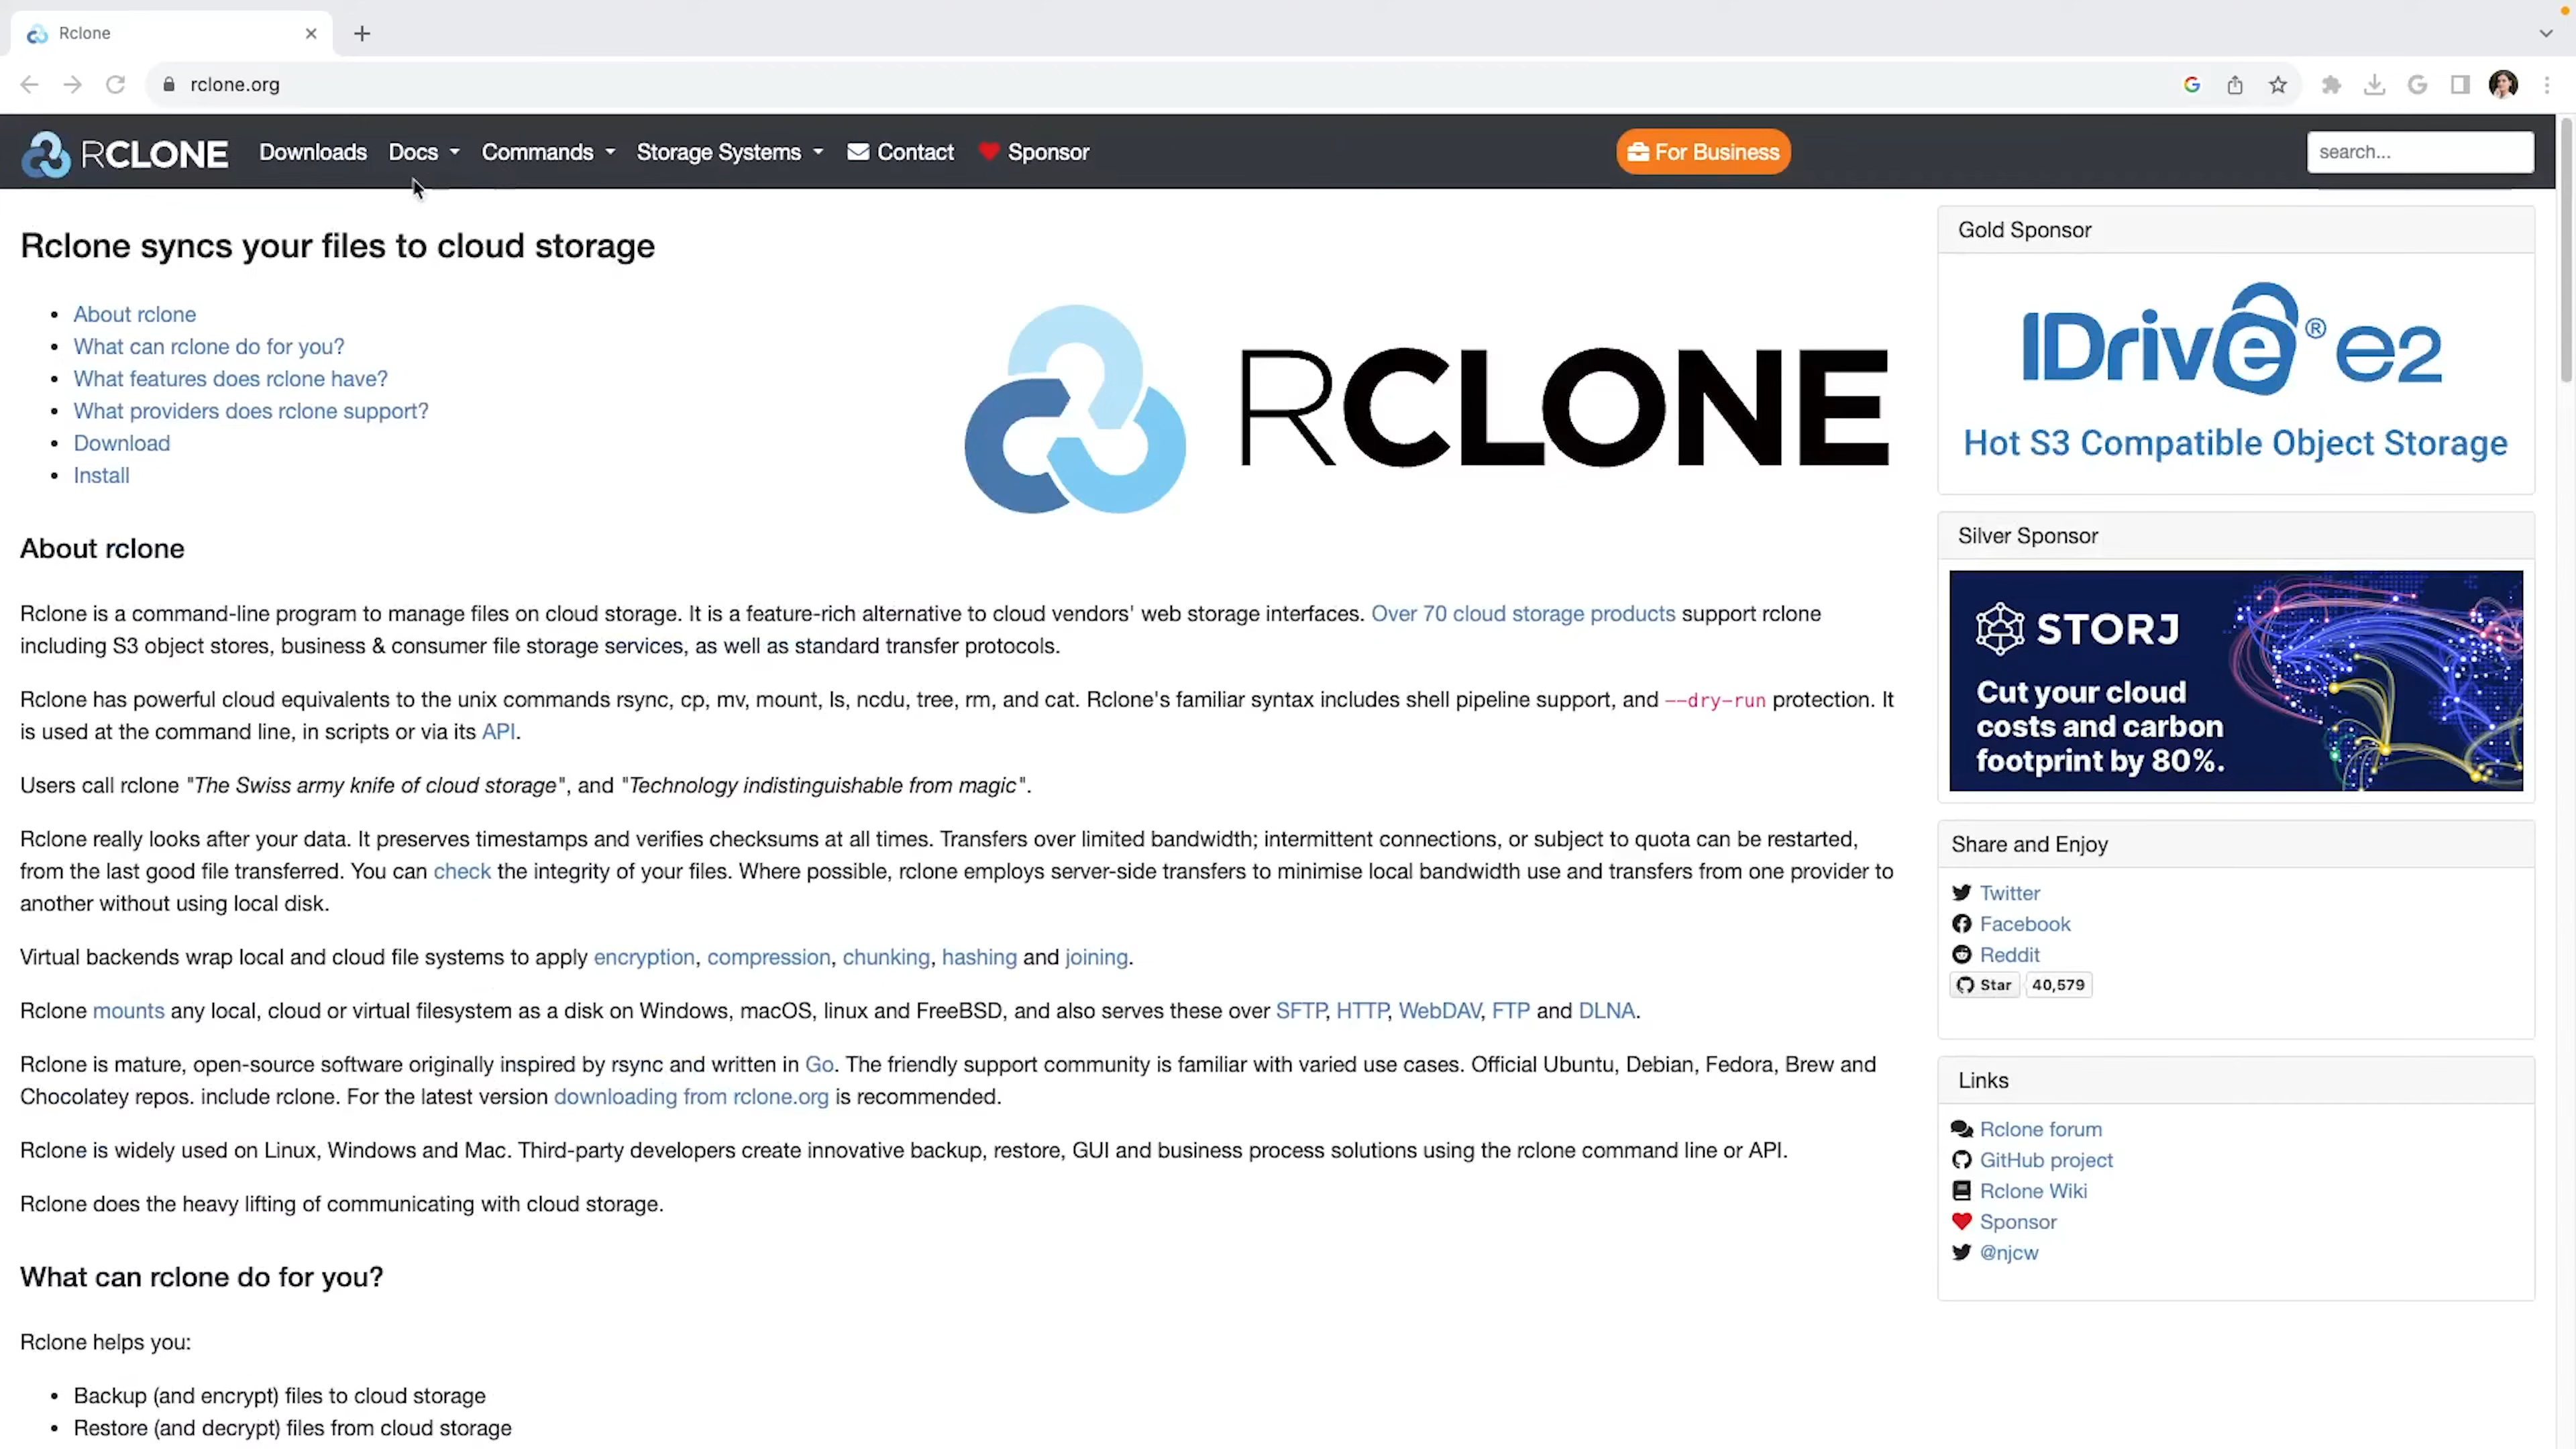 Rclone
rclone.org
RCLONE
Downloads
Docs
Commands
Storage Systems
Contact
Sponsor
For Business
search...
Rclone syncs your files to cloud storage
About rclone
What can rclone do for you?
What features does rclone have?
What providers does rclone support?
Download
Install
RCLONE
About rclone
Rclone is a command-line program to manage files on cloud storage. It is a feature-rich alternative to cloud vendors' web storage interfaces. Over 70 cloud storage products support rclone
including S3 object stores, business & consumer file storage services, as well as standard transfer protocols.
Rclone has powerful cloud equivalents to the unix commands rsync, cp, mv, mount, ls, ncdu, tree, rm, and cat. Rclone's familiar syntax includes shell pipeline support, and --dry-run protection. It
is used at the command line, in scripts or via its API.
Users call rclone "The Swiss army knife of cloud storage", and "Technology indistinguishable from magic".
Rclone really looks after your data. It preserves timestamps and verifies checksums at all times. Transfers over limited bandwidth; intermittent connections, or subject to quota can be restarted,
from the last good file transferred. You can check the integrity of your files. Where possible, rclone employs server-side transfers to minimise local bandwidth use and transfers from one provider to
another without using local disk.
Virtual backends wrap local and cloud file systems to apply encryption, compression, chunking, hashing and joining.
Rclone mounts any local, cloud or virtual filesystem as a disk on Windows, macOS, linux and FreeBSD, and also serves these over SFTP, HTTP, WebDAV, FTP and DLNA.
Rclone is mature, open-source software originally inspired by rsync and written in Go. The friendly support community is familiar with varied use cases. Official Ubuntu, Debian, Fedora, Brew and
Chocolatey repos. include rclone. For the latest version downloading from rclone.org is recommended.
Rclone is widely used on Linux, Windows and Mac. Third-party developers create innovative backup, restore, GUI and business process solutions using the rclone command line or API.
Rclone does the heavy lifting of communicating with cloud storage.
What can rclone do for you?
Rclone helps you:
Backup (and encrypt) files to cloud storage
Restore (and decrypt) files from cloud storage
Gold Sponsor
IDrive® e2
Hot S3 Compatible Object Storage
Silver Sponsor
STORJ
Cut your cloud
costs and carbon
footprint by 80%.
Share and Enjoy
Twitter
Facebook
Reddit
Star 40,579
Links
Rclone forum
GitHub project
Rclone Wiki
Sponsor
@njcw